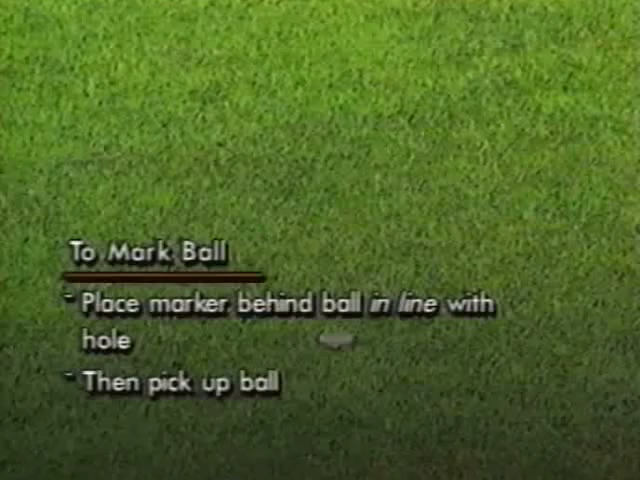 To Mark Ball
- Place marker behind ball in line with
hole
- Then pick up ball